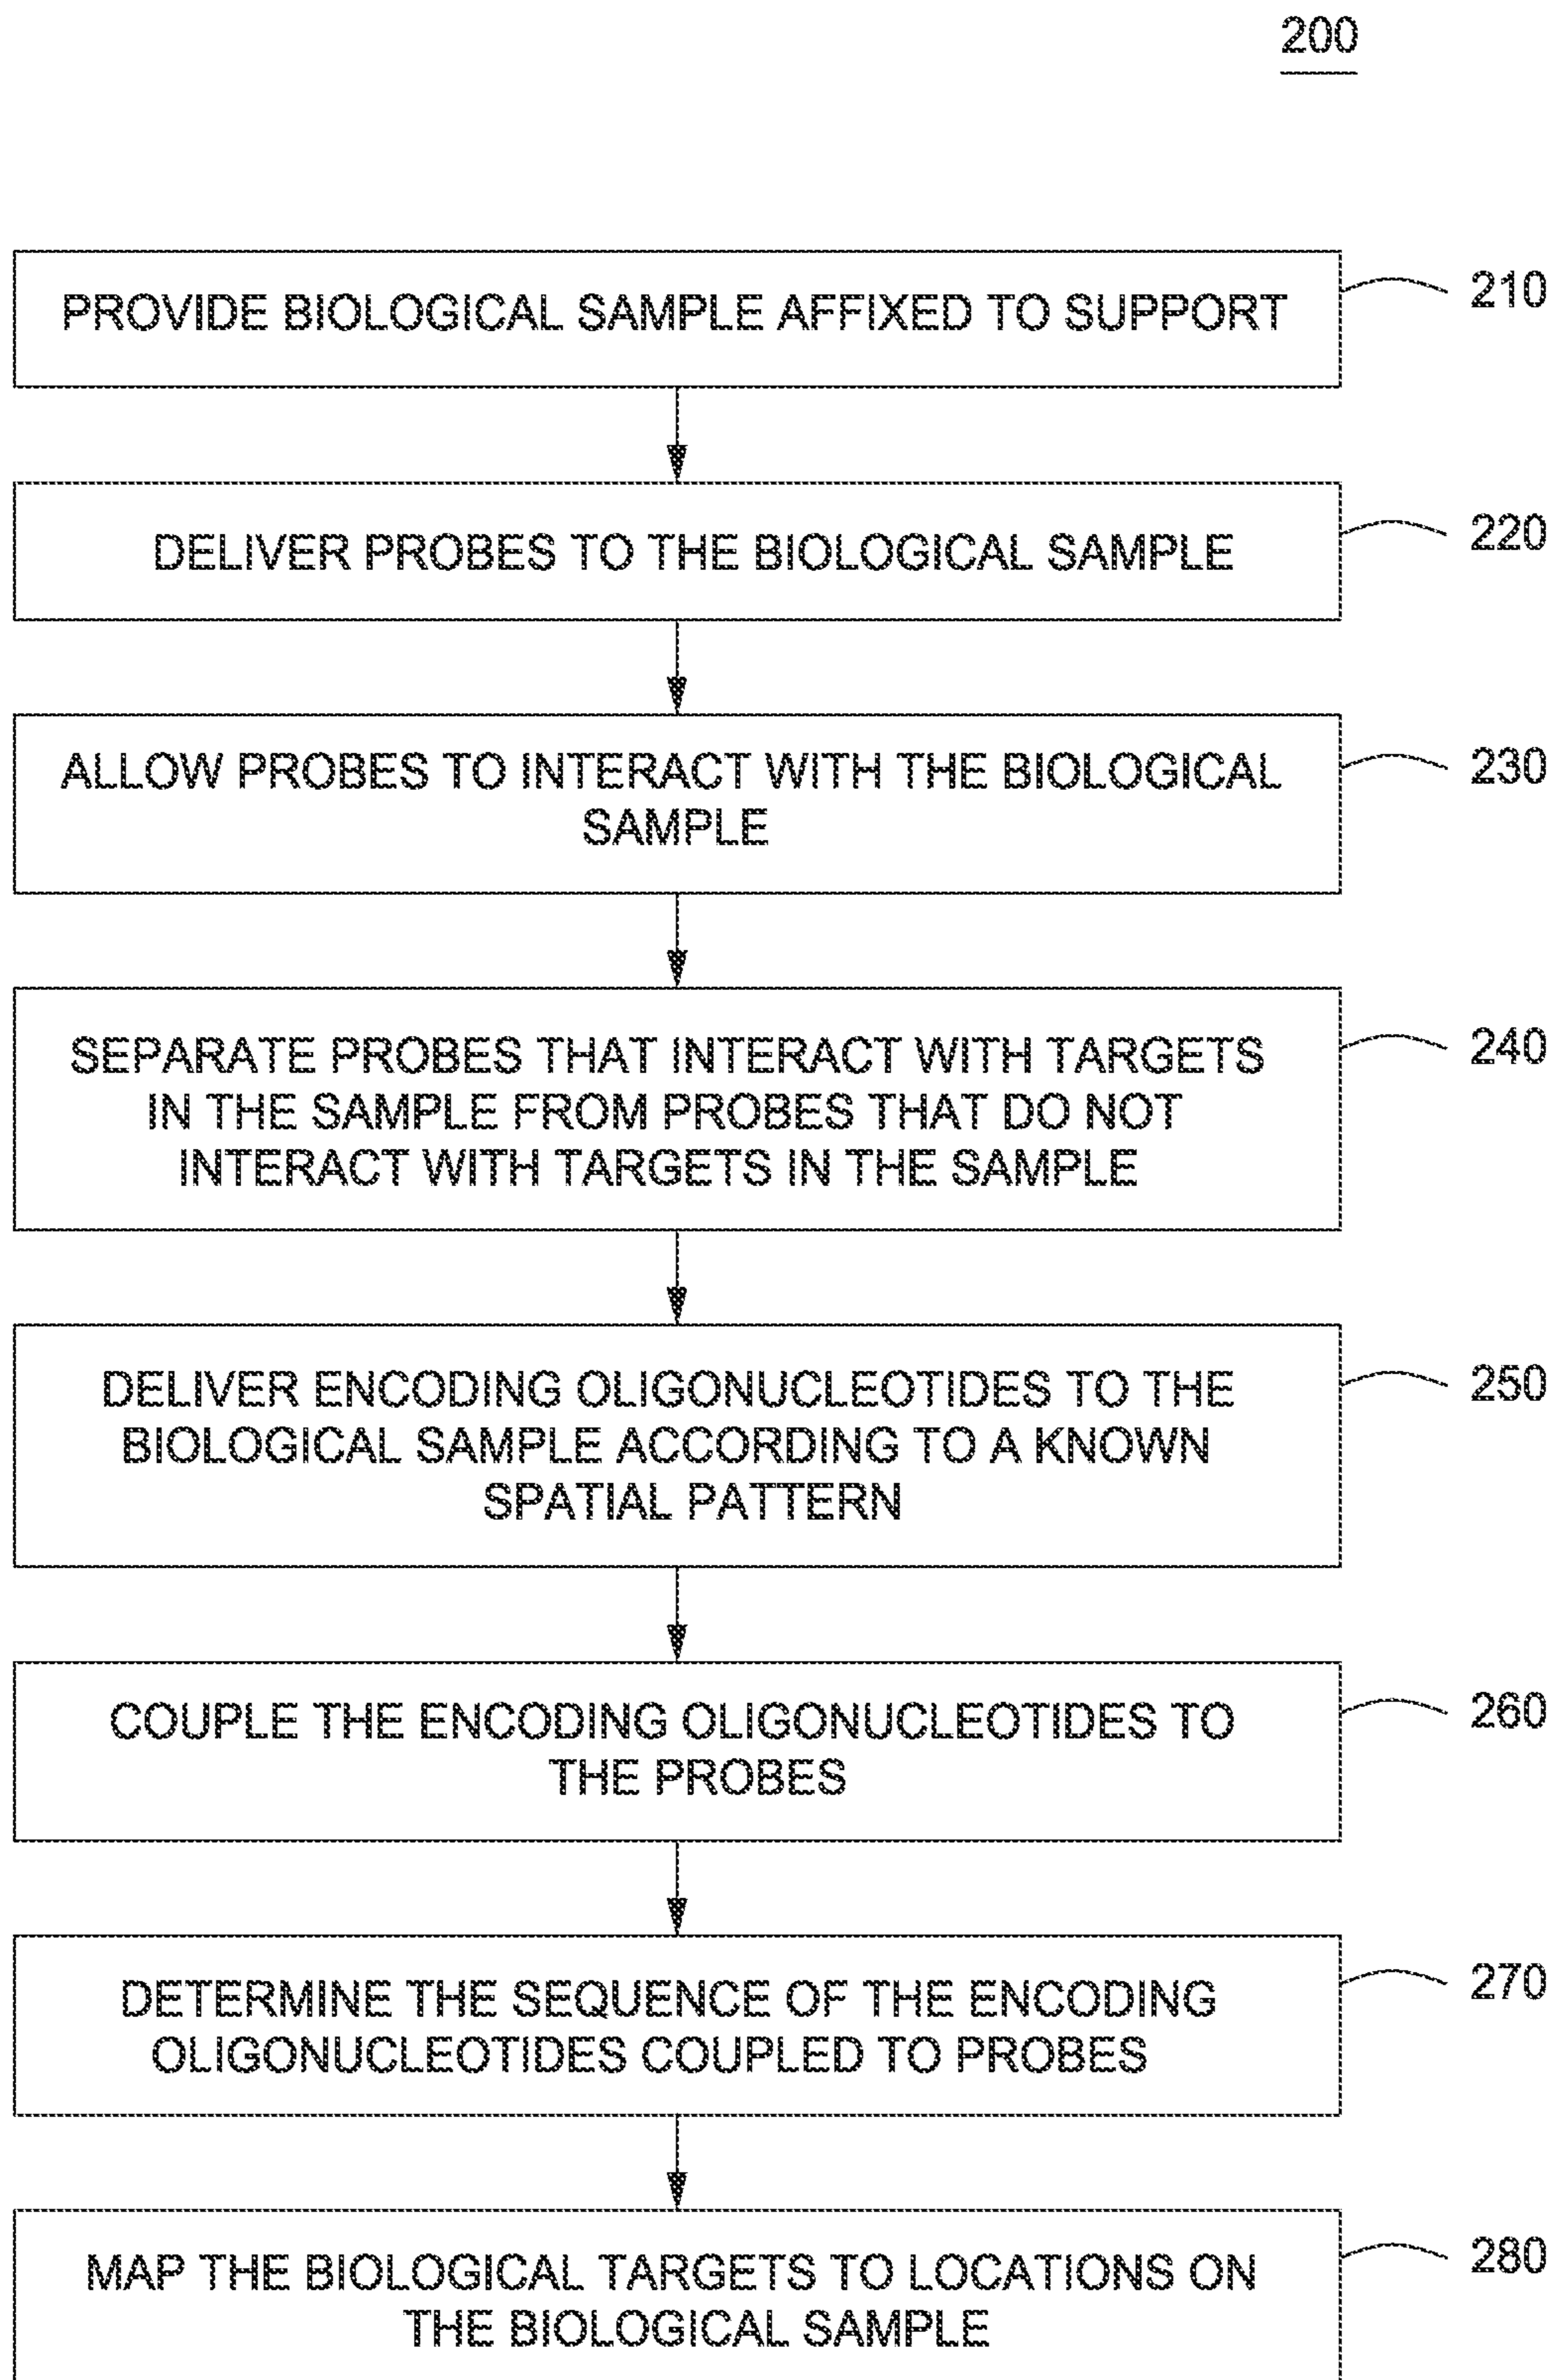 200
PROVIDE BIOLOGICAL SAMPLE AFFIXED TO SUPPORT
210
DELIVER PROBES TO THE BIOLOGICAL SAMPLE
220
ALLOW PROBES TO INTERACT WITH THE BIOLOGICAL
SAMPLE
230
SEPARATE PROBES THAT INTERACT WITH TARGETS
IN THE SAMPLE FROM PROBES THAT DO NOT
INTERACT WITH TARGETS IN THE SAMPLE
240
DELIVER ENCODING OLIGONUCLEOTIDES TO THE
BIOLOGICAL SAMPLE ACCORDING TO A KNOWN
SPATIAL PATTERN
250
COUPLE THE ENCODING OLIGONUCLEOTIDES TO
THE PROBES
260
DETERMINE THE SEQUENCE OF THE ENCODING
OLIGONUCLEOTIDES COUPLED TO PROBES
270
MAP THE BIOLOGICAL TARGETS TO LOCATIONS ON
THE BIOLOGICAL SAMPLE
280